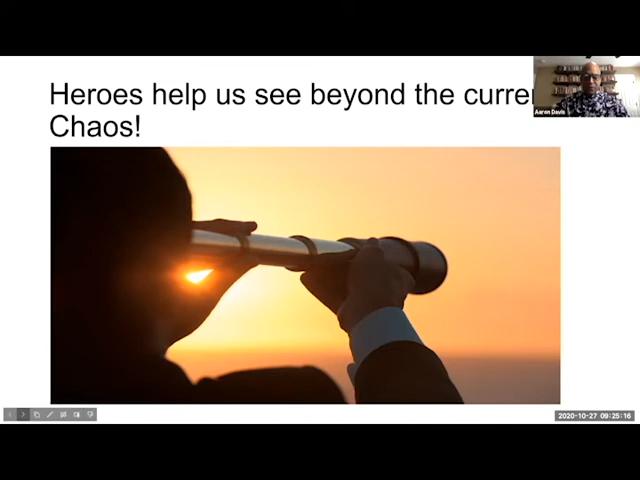 Heroes help us see beyond the curre
Chaos!
Aaron Davis
2020-10-27 09:25:16